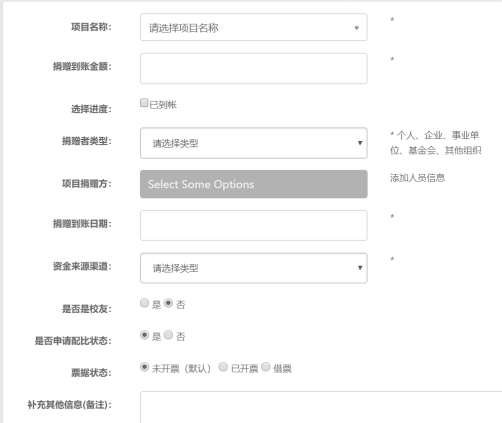 项目名称： 请选择项目名称 *
捐赠到账金额： *
选择进度： 已到帐
捐赠者类型： 请选择类型 * 个人、企业、事业单
位、基金会、其他组织
项目捐赠方： Select Some Options 添加人员信息
捐赠到账日期： *
资金来源渠道： 请选择类型 *
是否是校友： 是 否
是否申请配比状态： 是 否
票据状态： 未开票（默认） 已开票 借票
补充其他信息(备注)：